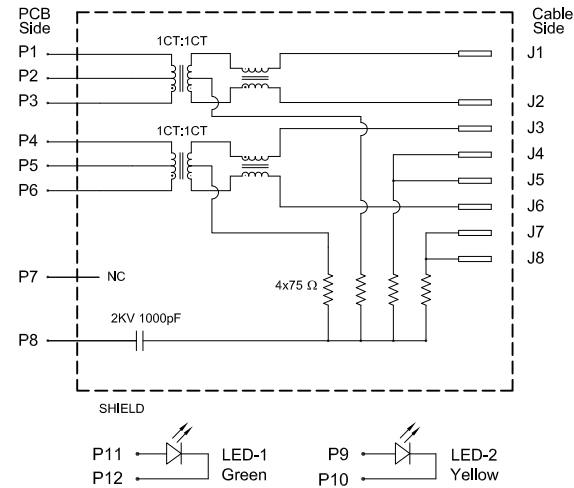 PCB Side
Cable Side
1CT:1CT
P1
J1
P2
P3
J2
1CT:1CT
J3
P4
J4
P5
J5
P6
J6
J7
J8
P7
NC
4x75 Ω
2KV 1000pF
P8
SHIELD
P11
LED-1
P12
Green
P9
LED-2
P10
Yellow